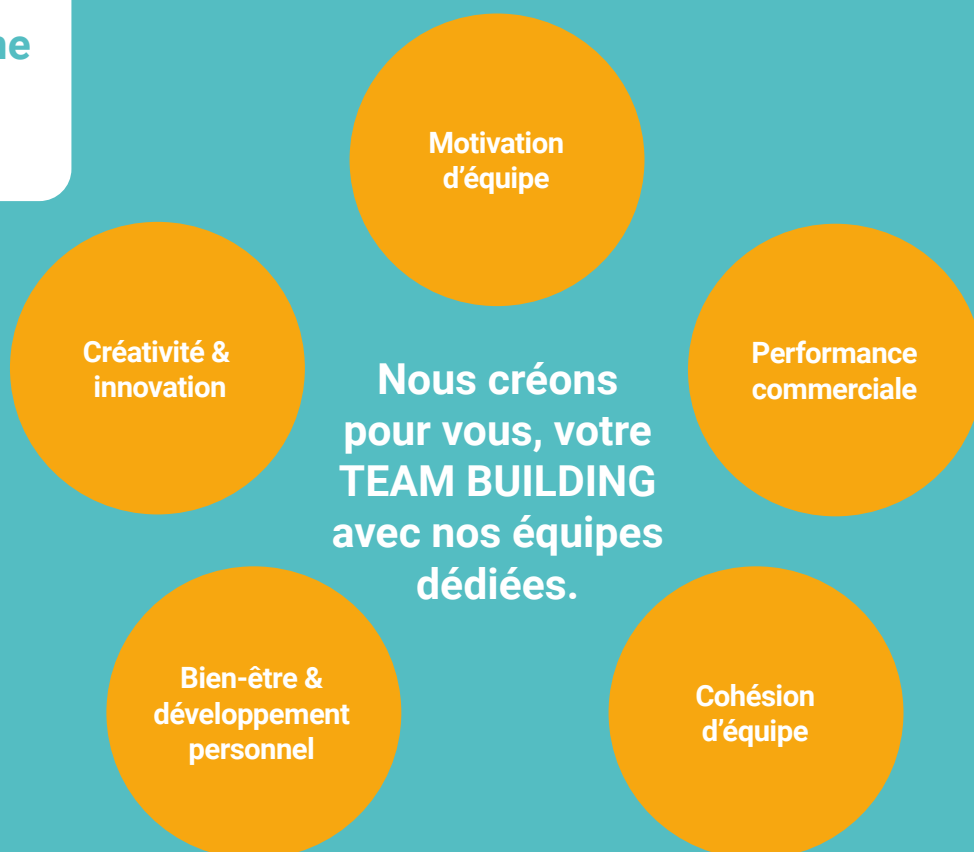 Motivation
d’équipe
Créativité &
innovation
Performance
commerciale
Nous créons
pour vous, votre
TEAM BUILDING
avec nos équipes
dédiées.
Bien-être &
développement
personnel
Cohésion
d’équipe